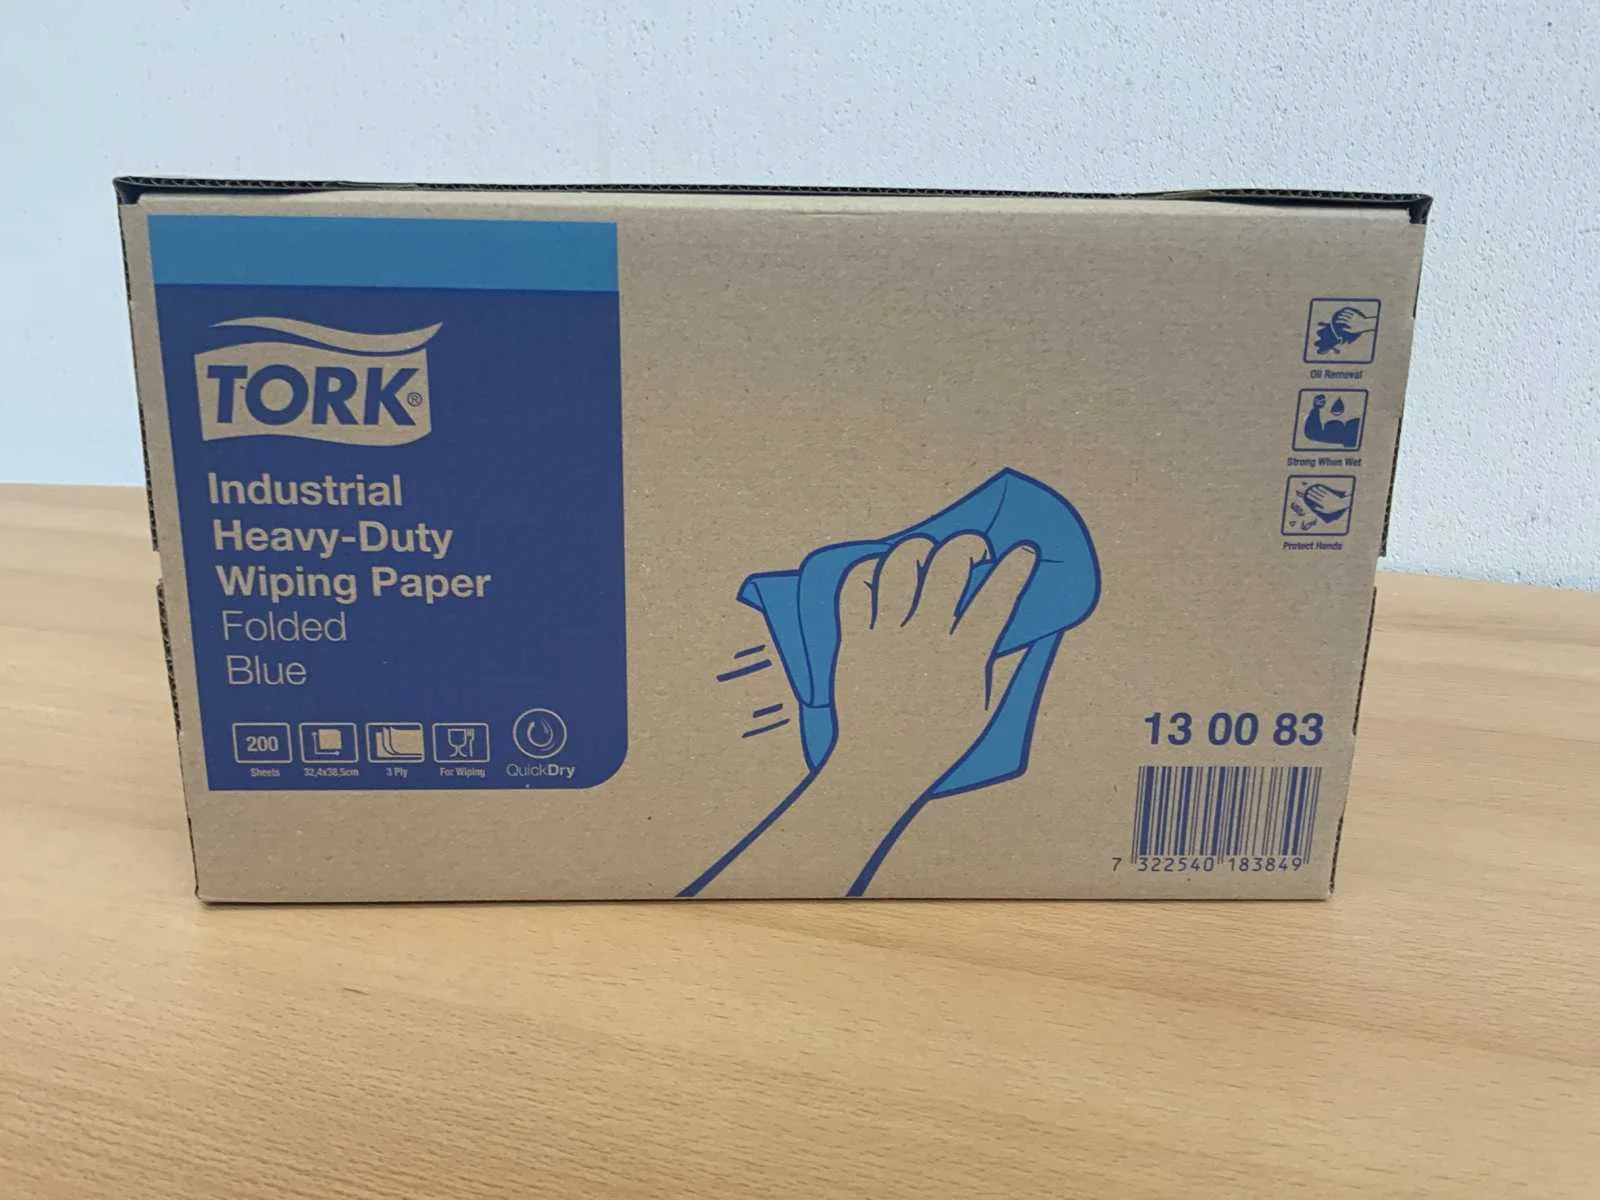 TORK®
Industrial
Heavy-Duty
Wiping Paper
Folded
Blue
200
Sheets
32,4x38,5cm
3 Ply
For Wiping
QuickDry
Oil Removal
Strong When Wet
Protect Hands
13 00 83
7 322540 183849